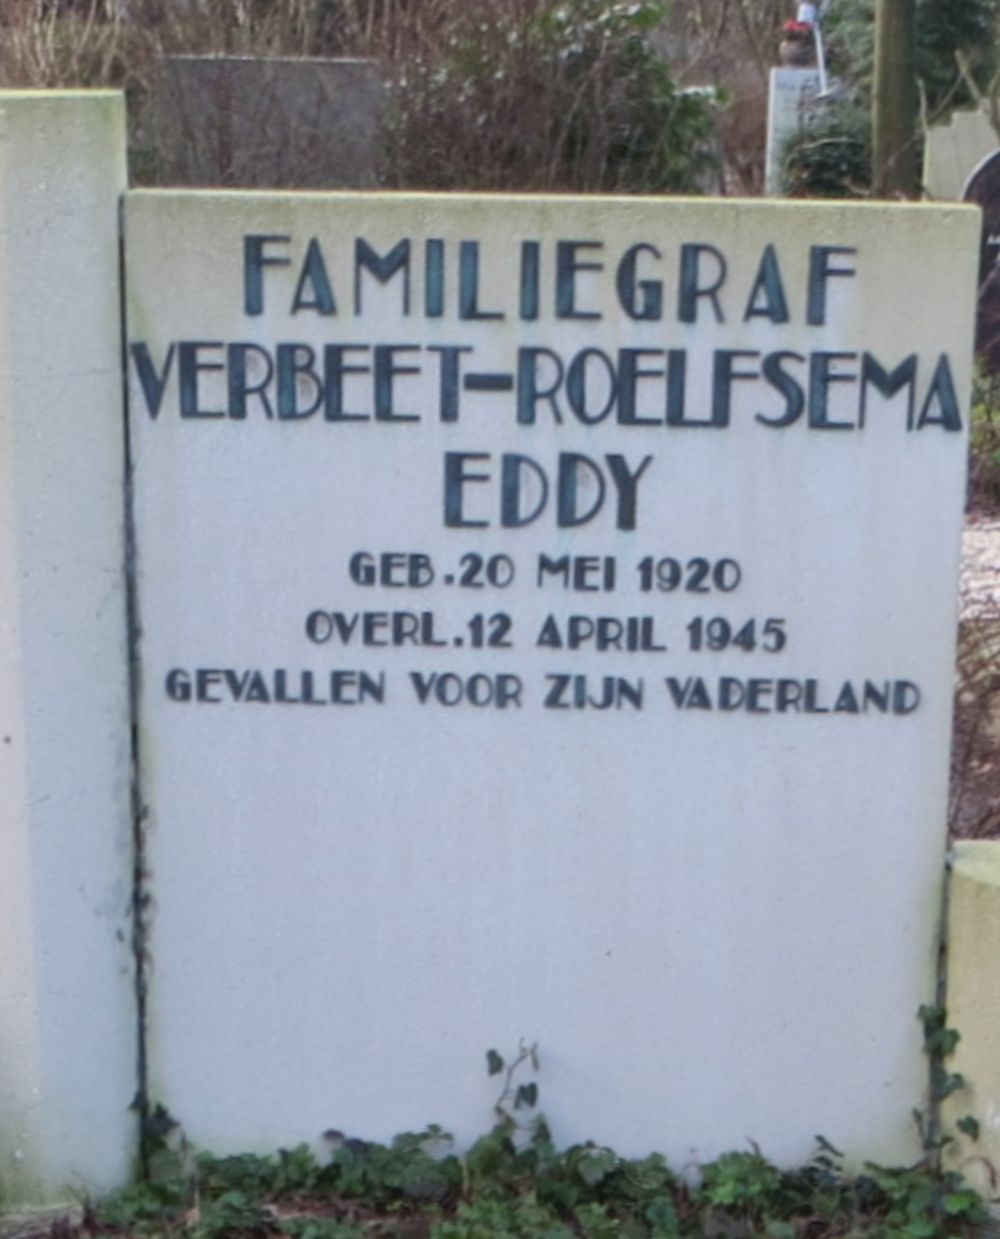 FAMILIEGRAF
VERBEET-ROELFSEMA
EDDY
GEB. 20 MEI 1920
OVERL. 12 APRIL 1945
GEVALLEN VOOR ZIJN VADERLAND